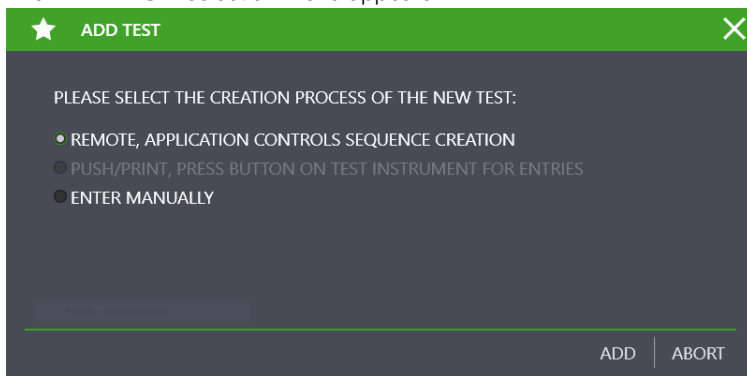 ADD TEST
PLEASE SELECT THE CREATION PROCESS OF THE NEW TEST:
REMOTE, APPLICATION CONTROLS SEQUENCE CREATION
PUSH/PRINT, PRESS BUTTON ON TEST INSTRUMENT FOR ENTRIES
ENTER MANUALLY
ADD
ABORT